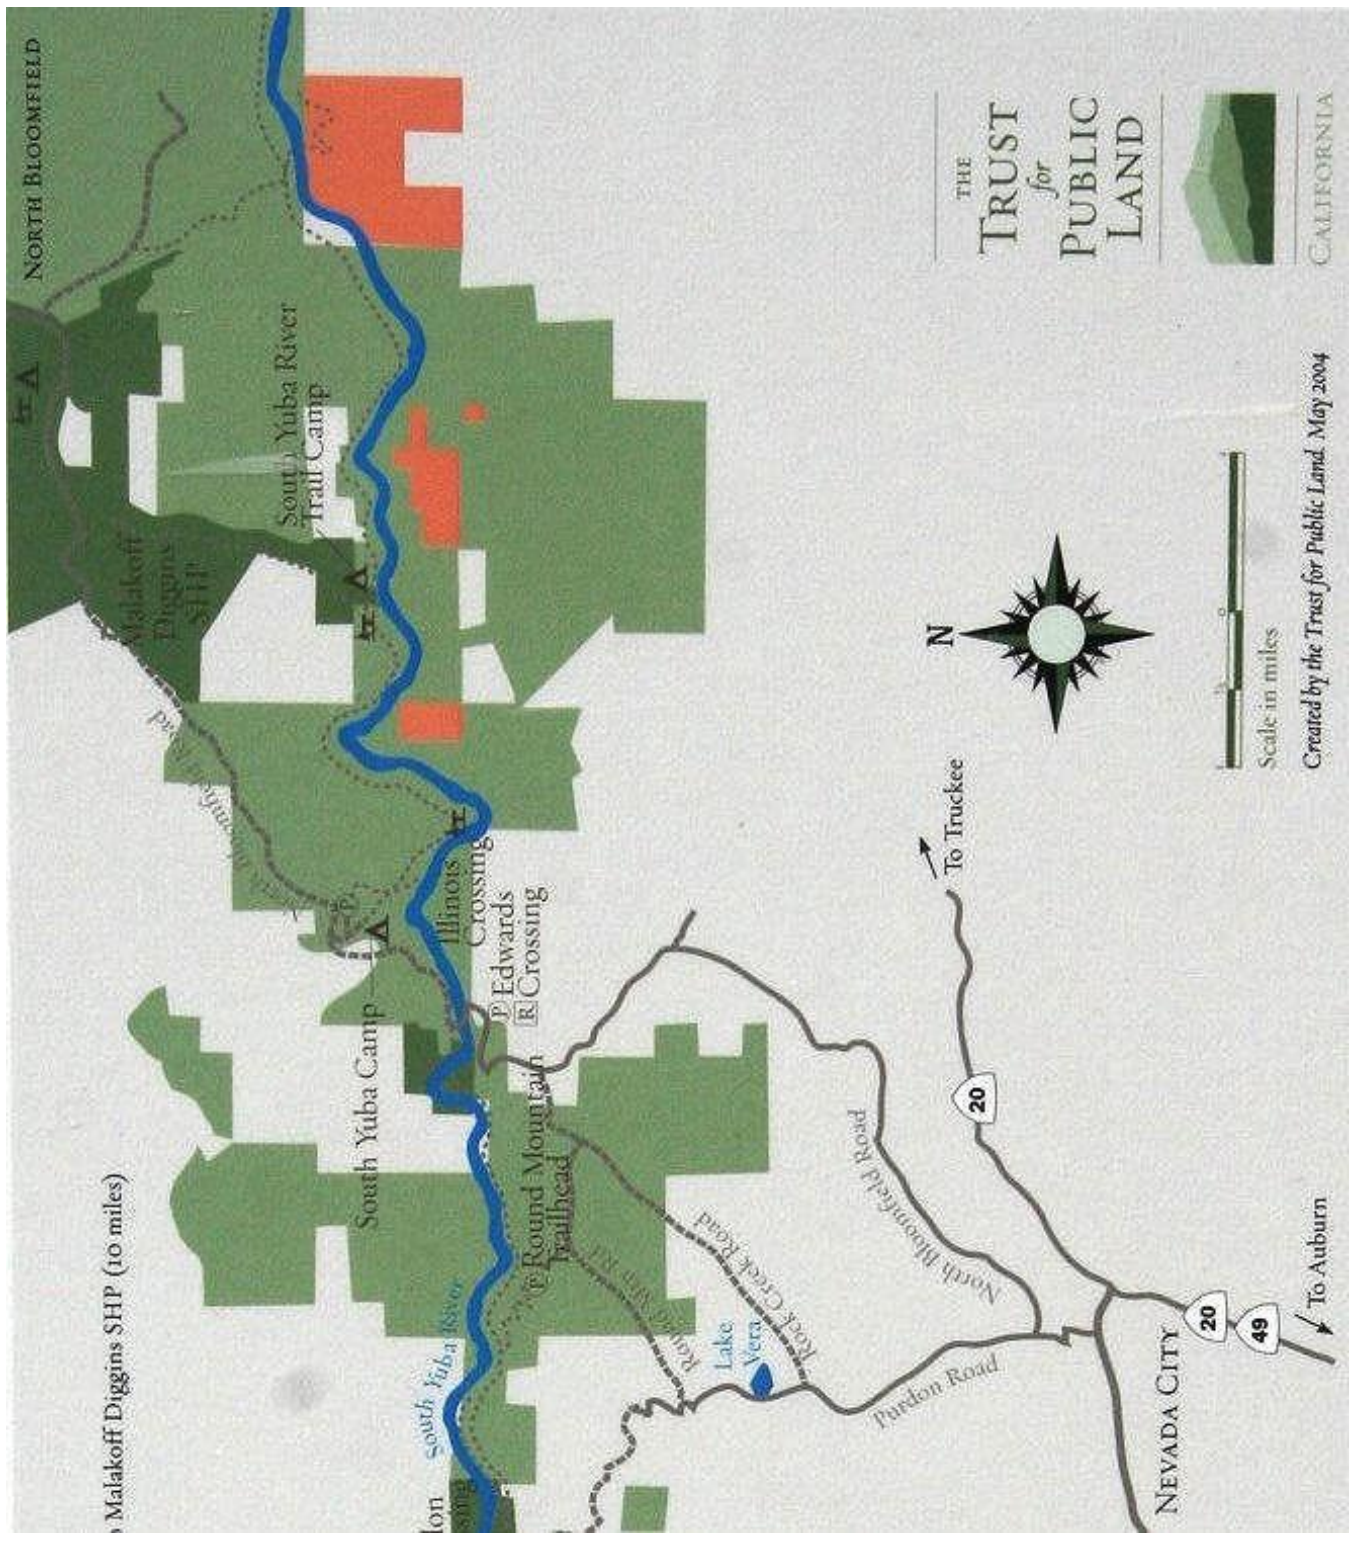 Malakoff Diggins SHP (10 miles)
NORTH BLOOMFIELD
Malakoff
Diggins
SHP
South Yuba River
Trail Camp
South Yuba Camp
South Yuba River
Illinois
Crossing
P Edwards
R Crossing
P Round Mountain
Trailhead
Rock Creek Road
Lake
Vera
Purdon Road
North Bloomfield Road
To Truckee
20
NEVADA CITY
20
49
To Auburn
N
Scale in miles
Created by the Trust for Public Land May 2004
THE
TRUST
for
PUBLIC
LAND
CALIFORNIA